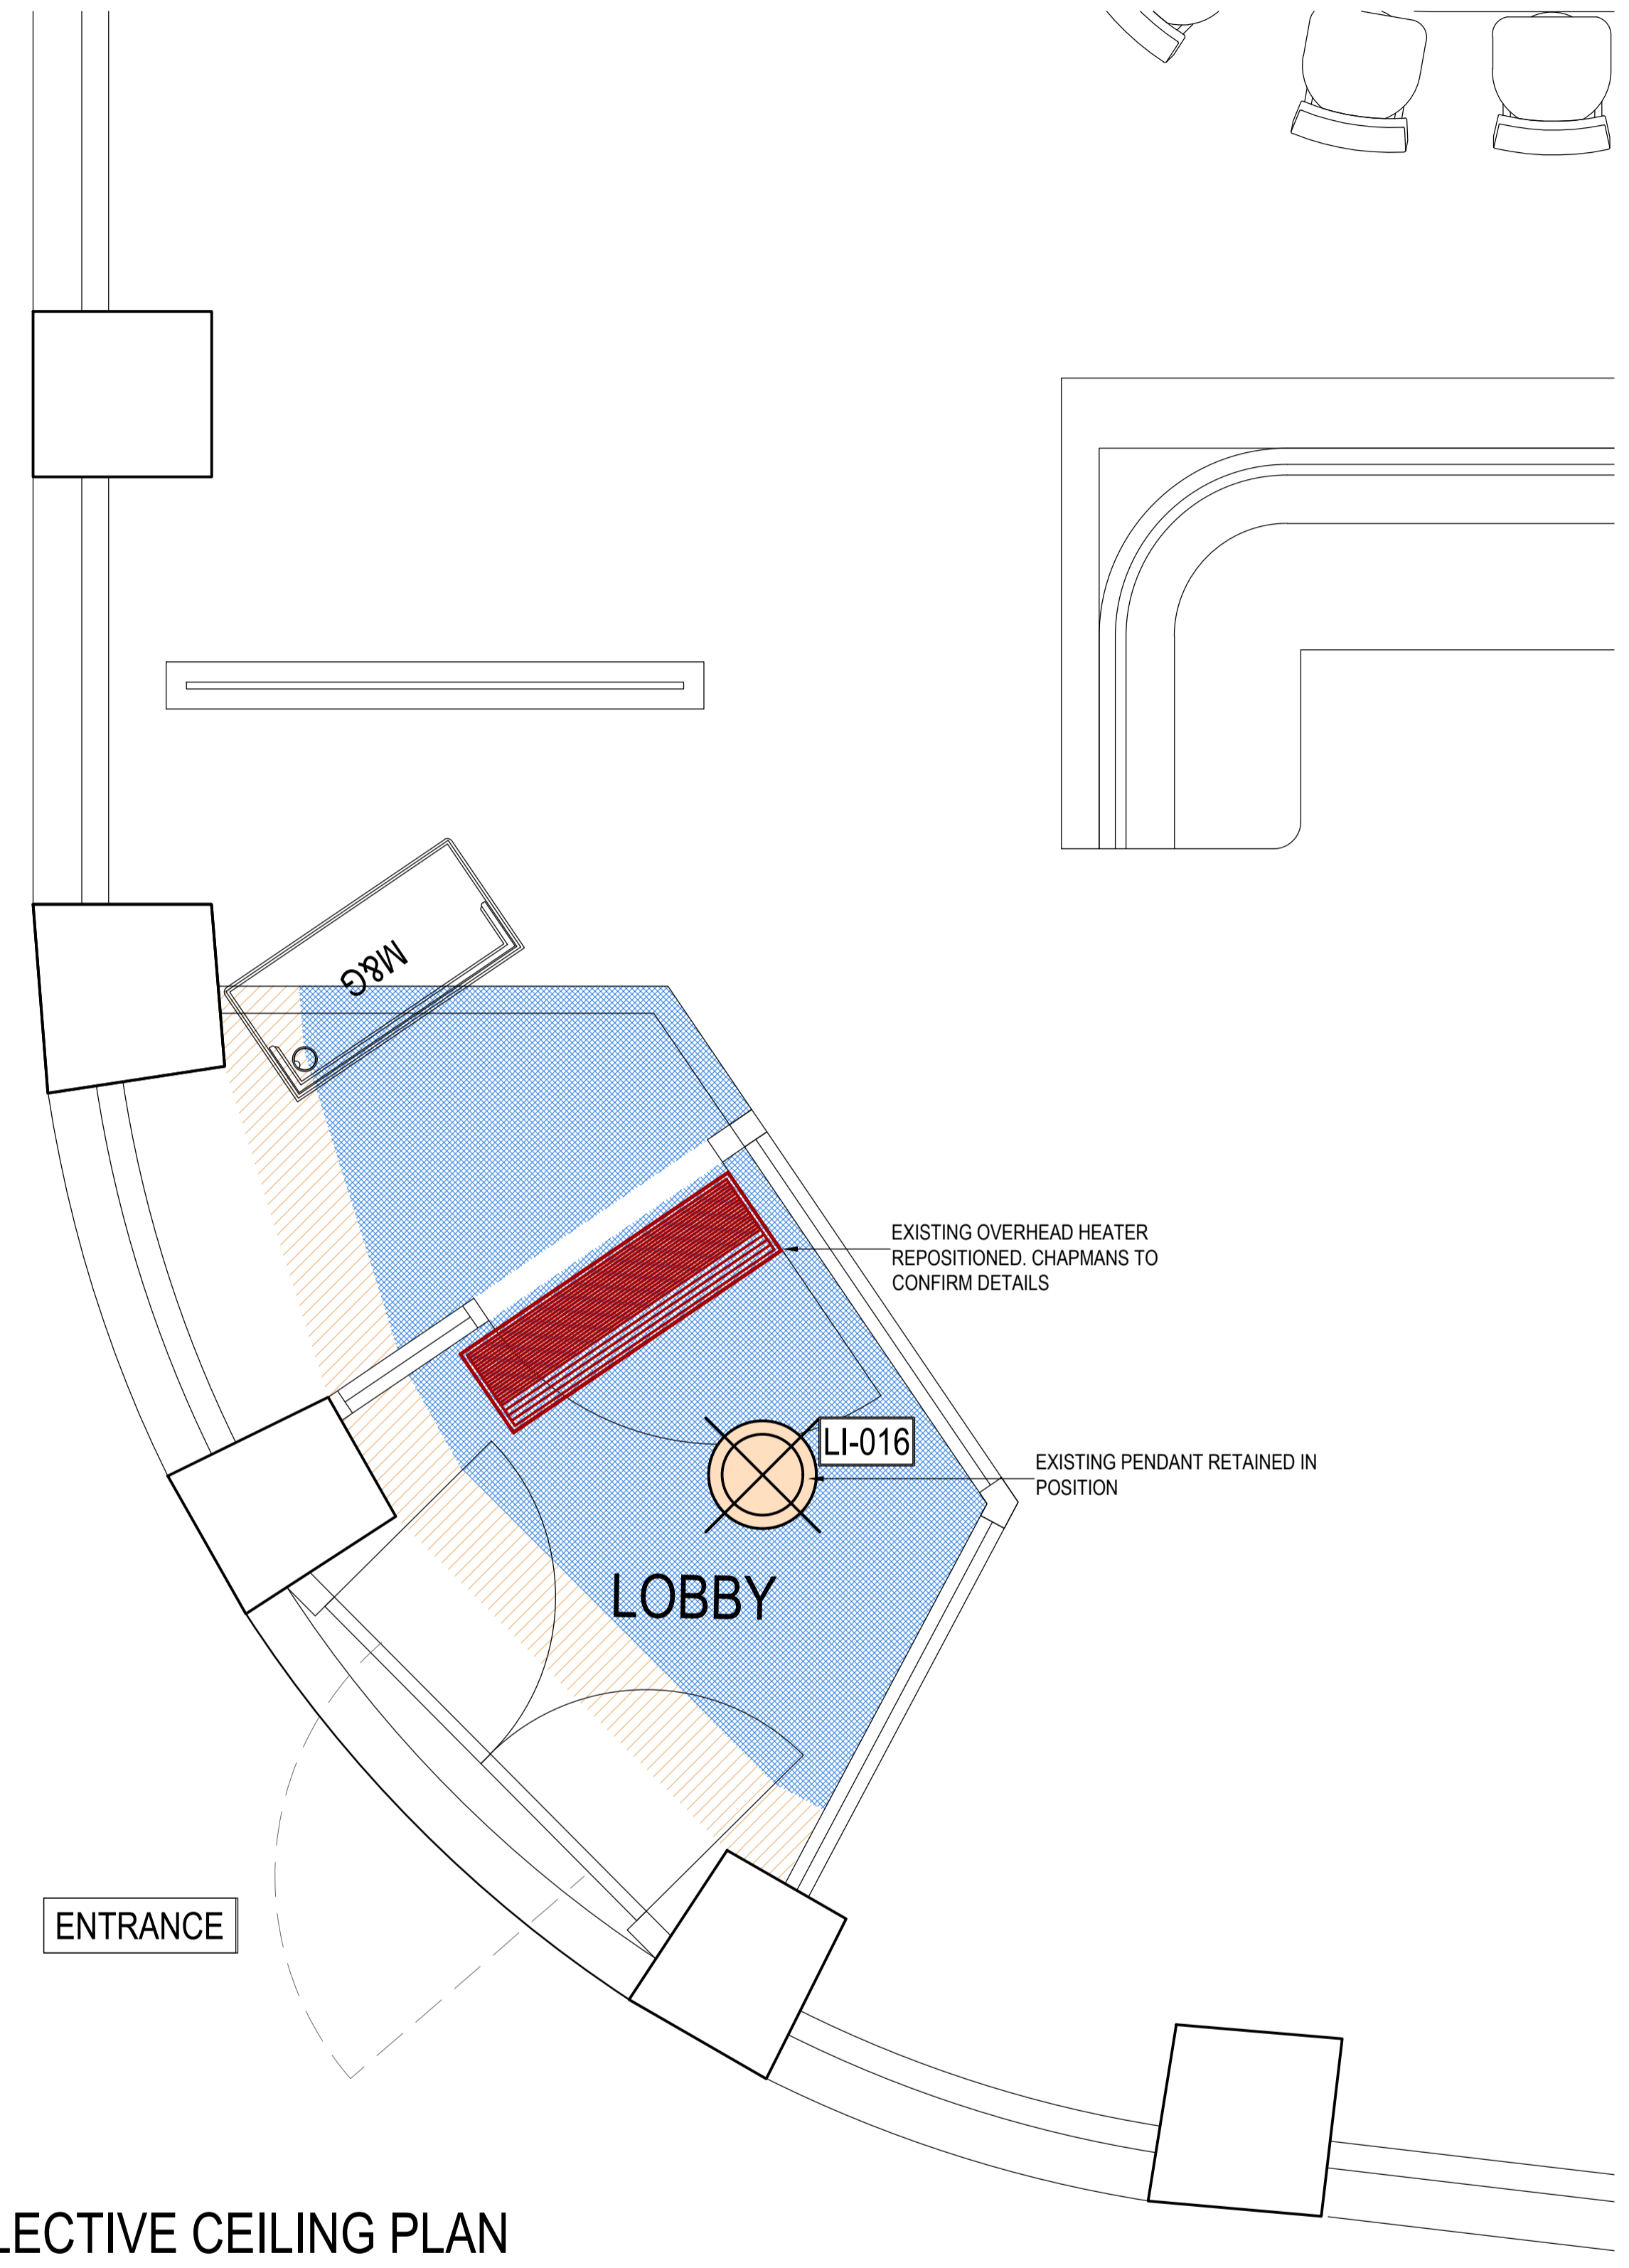 M&G
EXISTING OVERHEAD HEATER
REPOSITIONED. CHAPMANS TO
CONFIRM DETAILS
LI-016
EXISTING PENDANT RETAINED IN
POSITION
LOBBY
ENTRANCE
LECTIVE CEILING PLAN